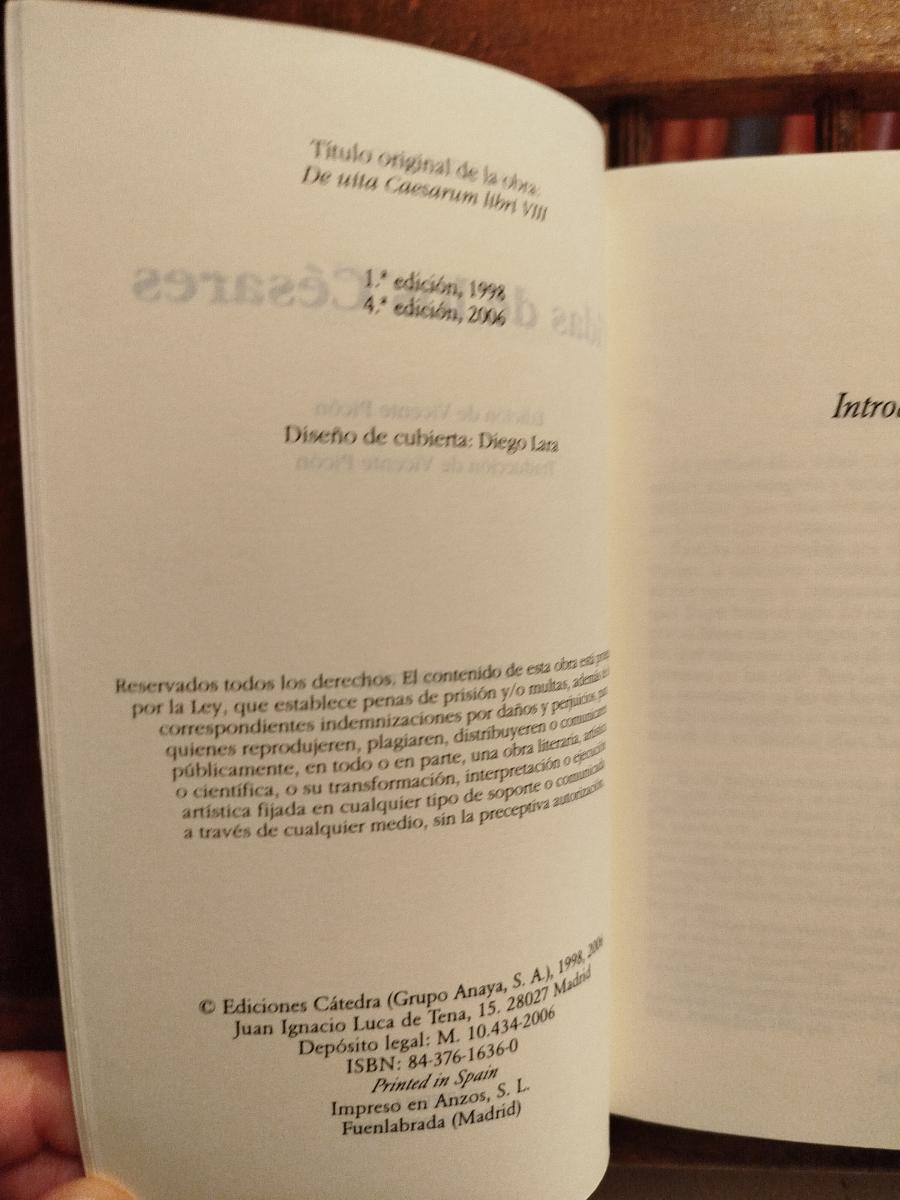 Título original de la obra:
De uita Caesarum libri VIII
1.ª edición, 1998
4.ª edición, 2006
Diseño de cubierta: Diego Lara
Reservados todos los derechos. El contenido de esta obra está
por la Ley, que establece penas de prisión y/o multas, además
correspondientes indemnizaciones por daños y perjuicios, para
quienes reprodujeren, plagiaren, distribuyeren o comunicaren
públicamente, en todo o en parte, una obra literaria, artística
o científica, o su transformación, interpretación o ejecución
artística fijada en cualquier tipo de soporte o comunicada
a través de cualquier medio, sin la preceptiva autorización.
© Ediciones Cátedra (Grupo Anaya, S. A.), 1998, 2006
Juan Ignacio Luca de Tena, 15. 28027 Madrid
Depósito legal: M. 10.434-2006
ISBN: 84-376-1636-0
Printed in Spain
Impreso en Anzos, S. L.
Fuenlabrada (Madrid)
Introd